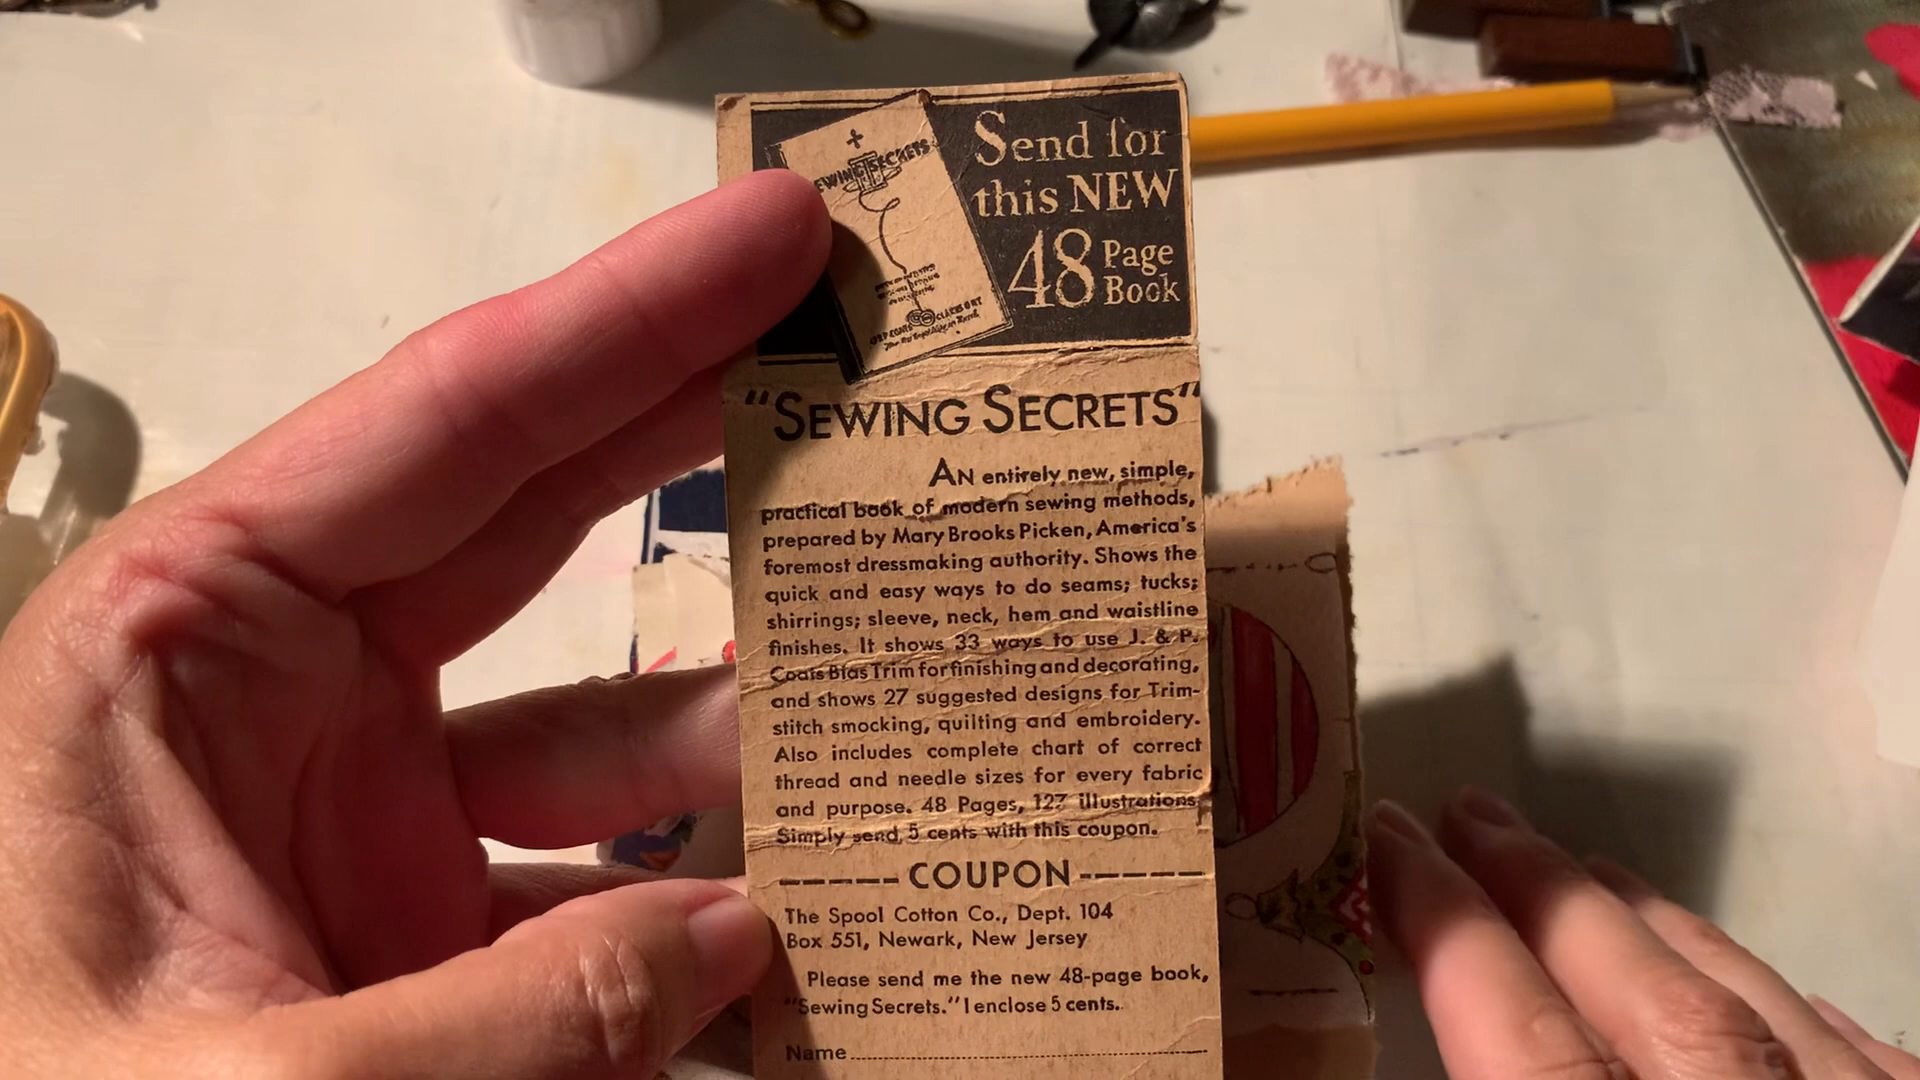 SEWING SECRETS
Send for
this NEW
48 Page
Book
"SEWING SECRETS"
AN entirely new, simple,
practical book of modern sewing methods,
prepared by Mary Brooks Picken, America's
foremost dressmaking authority. Shows the
quick and easy ways to do seams; tucks;
shirrings; sleeve, neck, hem and waistline
finishes. It shows 33 ways to use J. & P.
Coats Bias Trim for finishing and decorating,
and shows 27 suggested designs for Trim-
stitch smocking, quilting and embroidery.
Also includes complete chart of correct
thread and needle sizes for every fabric
and purpose. 48 Pages, 127 illustrations.
Simply send 5 cents with this coupon.
COUPON
The Spool Cotton Co., Dept. 104
Box 551, Newark, New Jersey
Please send me the new 48-page book,
"Sewing Secrets." I enclose 5 cents.
Name